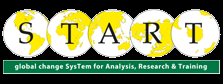 START
global change SysTem for Analysis, Research & Training